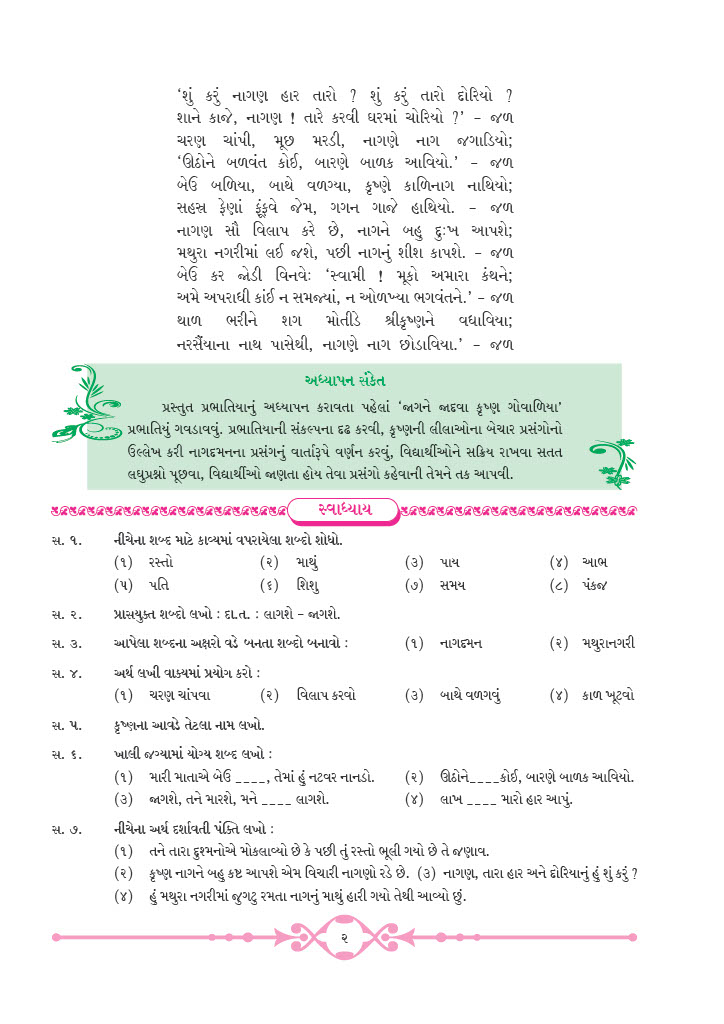 ‘શું કરું નાગણ હાર તારો ? શું કરું તારો દોરિયો ?
શાને કાજે, નાગણ ! તારે કરવી ઘરમાં ચોરિયો ?’ – જળ
ચરણ ચાંપી, મૂછ મરડી, નાગણે નાગ જગાડિયો;
‘ઊઠોને બળવંત કોઈ, બારણે બાળક આવિયો.’ – જળ
બેઉ બળિયા, બાથે વળગ્યા, કૃષ્ણે કાળિનાગ નાથિયો;
સહસ્ર ફેણાં ફૂંફવે જેમ, ગગન ગાજે હાથિયો. – જળ
નાગણ સૌ વિલાપ કરે છે, નાગને બહુ દુઃખ આપશે;
મથુરા નગરીમાં લઈ જશે, પછી નાગનું શીશ કાપશે. – જળ
બેઉ કર જોડી વિનવેઃ ‘સ્વામી ! મૂકો અમારા કંથને;
અમે અપરાધી કાંઈ ન સમજ્યાં, ન ઓળખ્યા ભગવંતને.’ – જળ
થાળ ભરીને શગ મોતીડે શ્રીકૃષ્ણને વધાવિયા;
નરસૈંયાના નાથ પાસેથી, નાગણે નાગ છોડાવિયા.’ – જળ
અધ્યાપન સંકેત
પ્રસ્તુત પ્રભાતિયાનું અધ્યાપન કરાવતા પહેલાં ‘જાગને જાદવા કૃષ્ણ ગોવાળિયા’
પ્રભાતિયું ગવડાવવું. પ્રભાતિયાની સંકલ્પના દૃઢ કરવી, કૃષ્ણની લીલાઓના બેચાર પ્રસંગોનો
ઉલ્લેખ કરી નાગદમનના પ્રસંગનું વાર્તારૂપે વર્ણન કરવું, વિદ્યાર્થીઓને સક્રિય રાખવા સતત
લઘુપ્રશ્નો પૂછવા, વિદ્યાર્થીઓ જાણતા હોય તેવા પ્રસંગો કહેવાની તેમને તક આપવી.
સ્વાધ્યાય
સ. ૧. નીચેના શબ્દ માટે કાવ્યમાં વપરાયેલા શબ્દો શોધો.
(૧) રસ્તો (૨) માથું (૩) પાય (૪) આભ
(૫) પતિ (૬) શિશુ (૭) સમય (૮) પંકજ
સ. ૨. પ્રાસયુક્ત શબ્દો લખો : દા.ત. : લાગશે – જાગશે.
સ. ૩. આપેલા શબ્દના અક્ષરો વડે બનતા શબ્દો બનાવો : (૧) નાગદમન (૨) મથુરાનગરી
સ. ૪. અર્થ લખી વાક્યમાં પ્રયોગ કરો :
(૧) ચરણ ચાંપવા (૨) વિલાપ કરવો (૩) બાથે વળગવું (૪) કાળ ખૂટવો
સ. ૫. કૃષ્ણના આવડે તેટલા નામ લખો.
સ. ૬. ખાલી જગ્યામાં યોગ્ય શબ્દ લખો :
(૧) મારી માતાએ બેઉ ____, તેમાં હું નટવર નાનડો. (૨) ઊઠોને____કોઈ, બારણે બાળક આવિયો.
(૩) જાગશે, તને મારશે, મને ____ લાગશે. (૪) લાખ ____ મારો હાર આપું.
સ. ૭. નીચેના અર્થ દર્શાવતી પંક્તિ લખો :
(૧) તને તારા દુશ્મનોએ મોકલાવ્યો છે કે પછી તું રસ્તો ભૂલી ગયો છે તે જણાવ.
(૨) કૃષ્ણ નાગને બહુ કષ્ટ આપશે એમ વિચારી નાગણો રડે છે. (૩) નાગણ, તારા હાર અને દોરિયાનું હું શું કરું ?
(૪) હું મથુરા નગરીમાં જુગટુ રમતા નાગનું માથું હારી ગયો તેથી આવ્યો છું.
૨